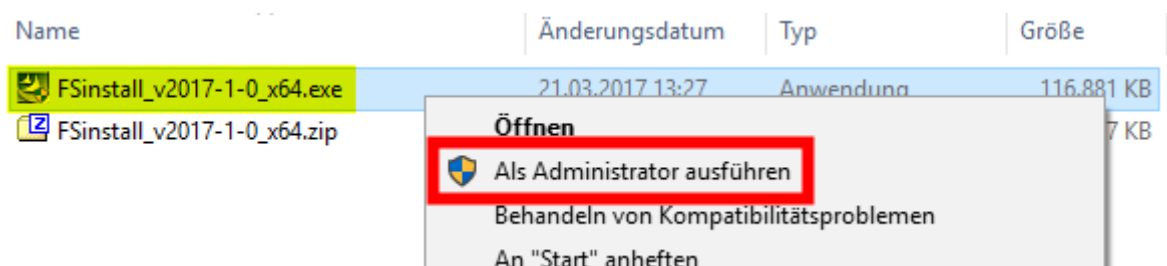 Name Änderungsdatum Typ Größe
FSinstall_v2017-1-0_x64.exe 21.03.2017 13:27 Anwendung 116.881 KB
FSinstall_v2017-1-0_x64.zip 7 KB
Öffnen
Als Administrator ausführen
Behandeln von Kompatibilitätsproblemen
An "Start" anheften